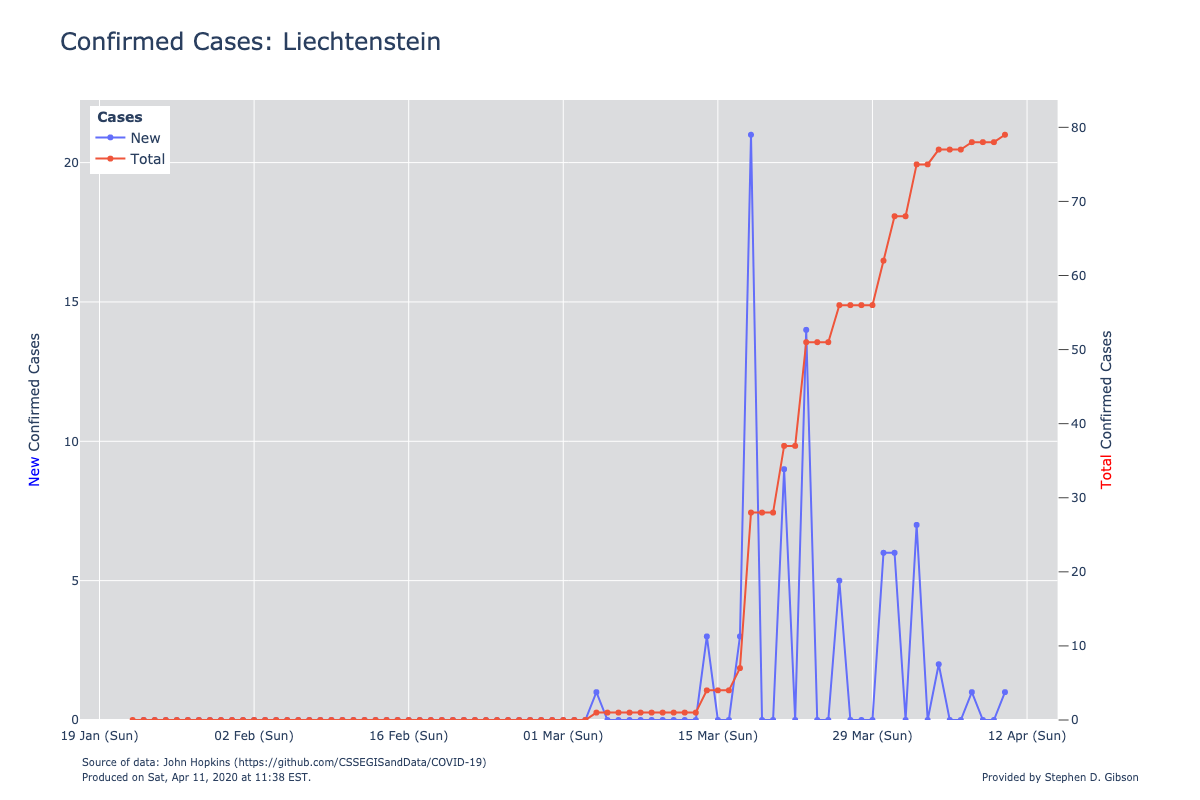 Confirmed Cases: Liechtenstein
Cases
New
Total
20
15
10
5
0
New Confirmed Cases
80
70
60
50
40
30
20
10
0
Total Confirmed Cases
19 Jan (Sun)
02 Feb (Sun)
16 Feb (Sun)
01 Mar (Sun)
15 Mar (Sun)
29 Mar (Sun)
12 Apr (Sun)
Source of data: John Hopkins (https://github.com/CSSEGISandData/COVID-19)
Produced on Sat, Apr 11, 2020 at 11:38 EST.
Provided by Stephen D. Gibson